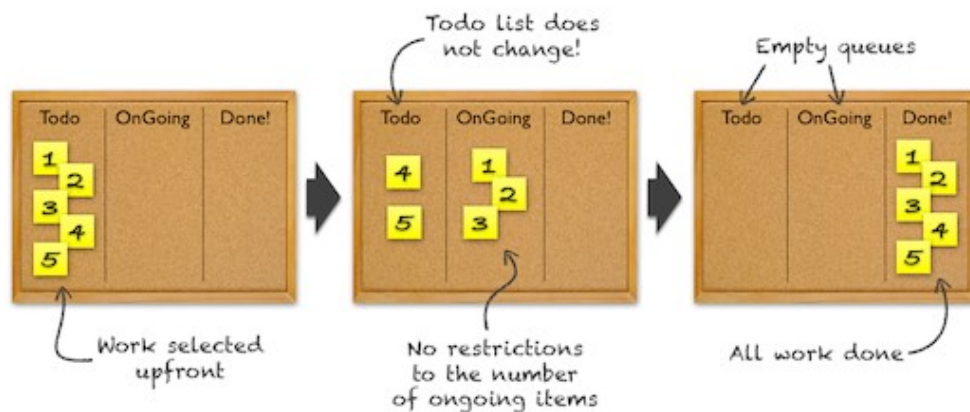 Todo list does
not change!
Empty queues
Todo OnGoing Done!
1
2
3
4
5
Todo OnGoing Done!
4
5
1
2
3
Todo OnGoing Done!
1
2
3
4
5
Work selected
upfront
No restrictions
to the number
of ongoing items
All work done